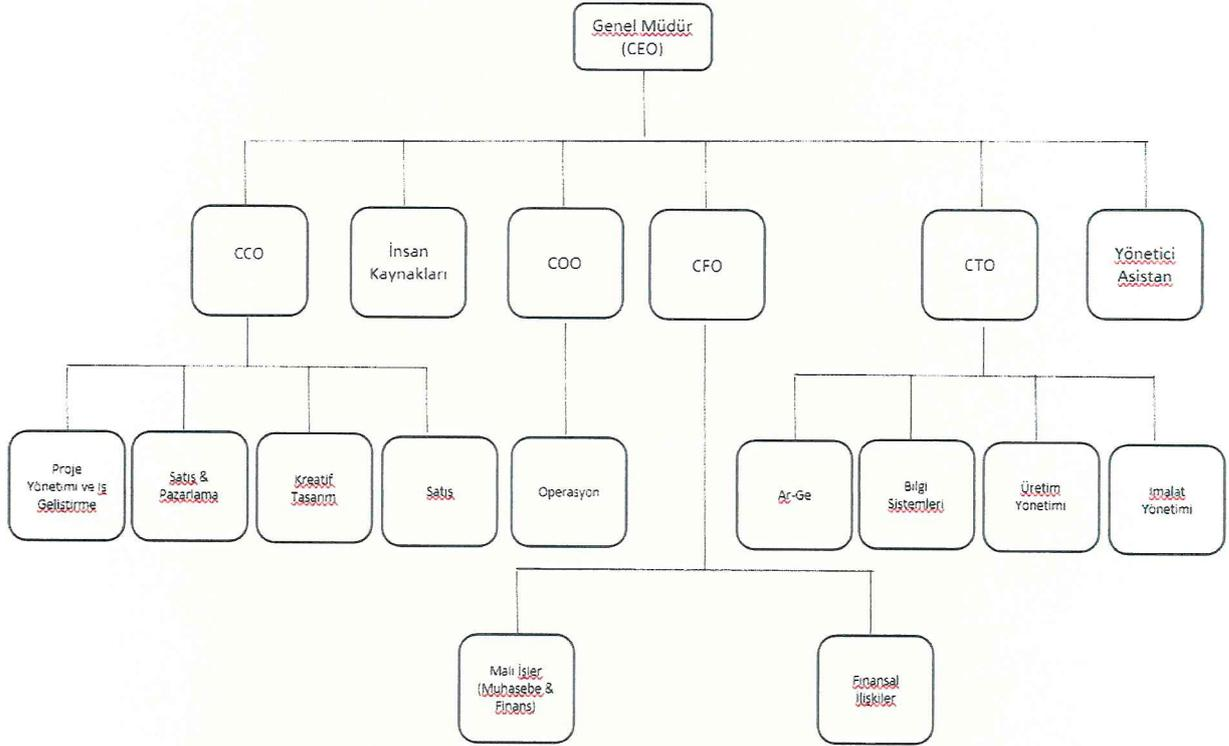 Genel Müdür
(CEO)
CCO
İnsan
Kaynakları
COO
CFO
CTO
Yönetici
Asistan
Proje
Yönetimi ve İş
Geliştirme
Satış &
Pazarlama
Kreatif
Tasarım
Satış
Operasyon
Ar-Ge
Bilgi
Sistemleri
Üretim
Yönetimi
İmalat
Yönetimi
Mali İşler
(Muhasebe &
Finans)
Finansal
İlişkiler